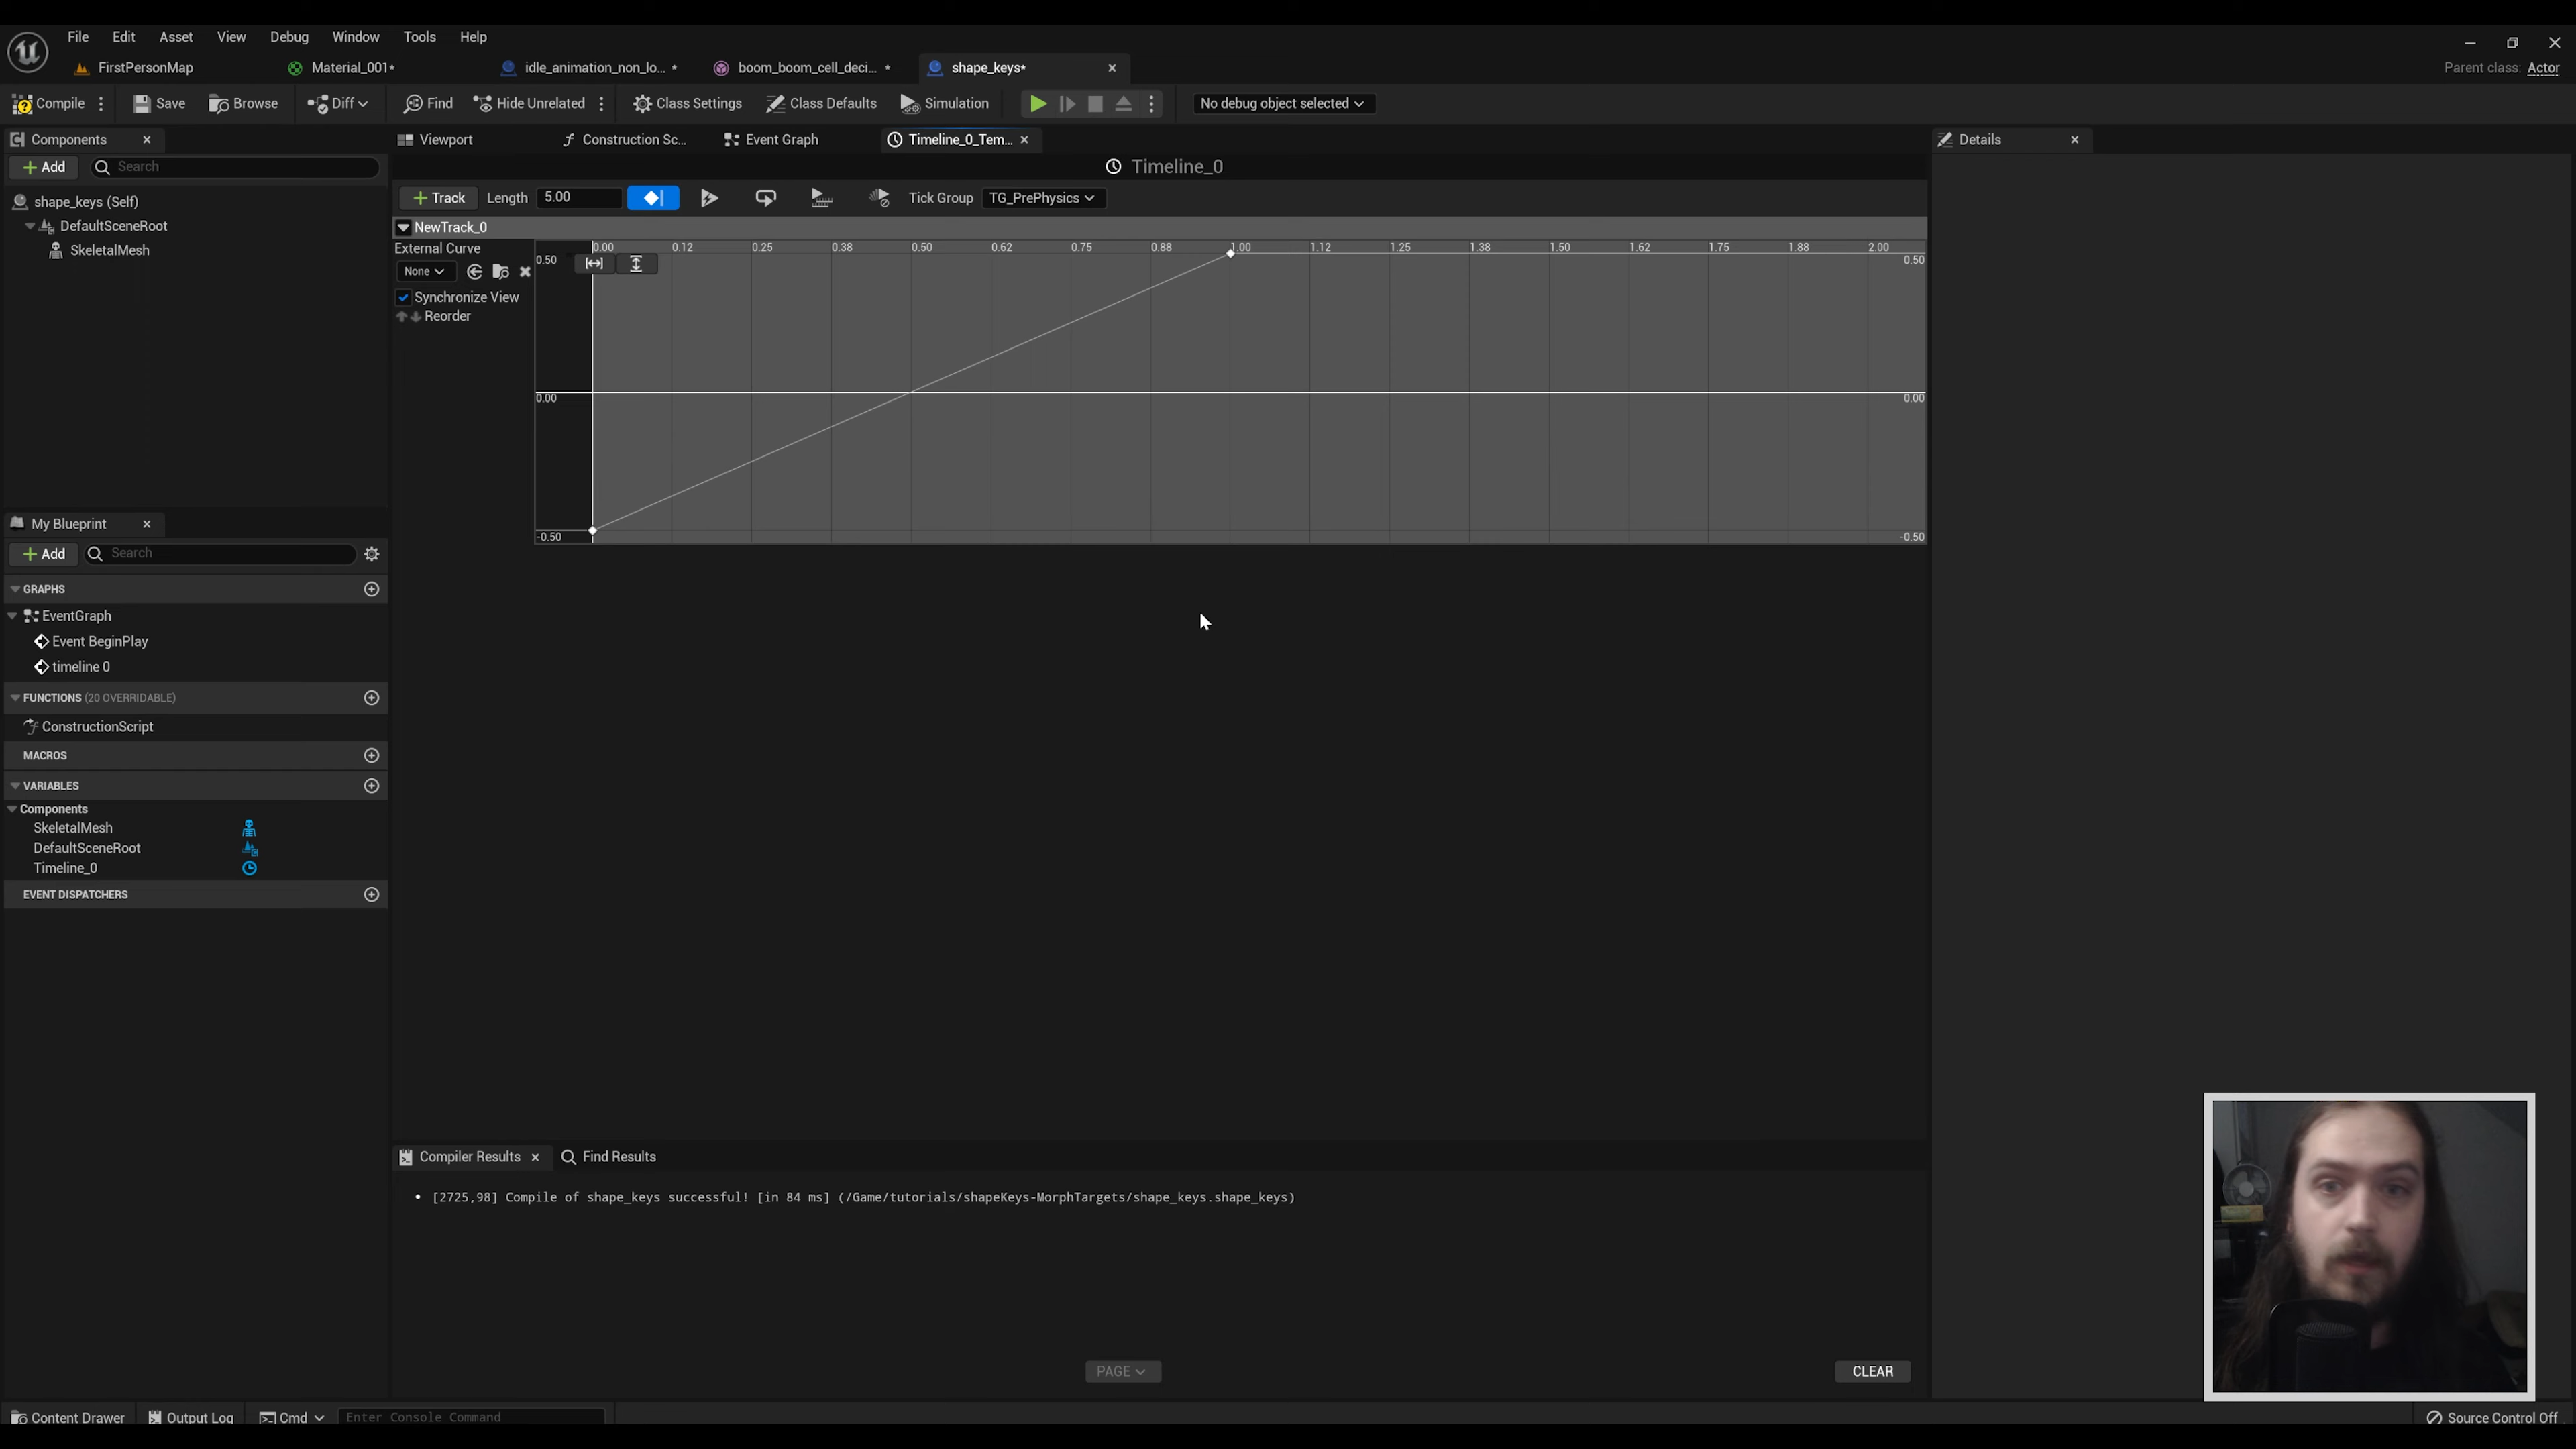 File Edit Asset View Debug Window Tools Help
FirstPersonMap Material_001* idle_animation_non_lo... * boom_boom_cell_deci... * shape_keys* Parent class: Actor
Compile Save Browse Diff Find Hide Unrelated Class Settings Class Defaults Simulation No debug object selected
Components Viewport Construction Sc... Event Graph Timeline_0_Tem... Details
Add Search Timeline_0
Track Length 5.00 Tick Group TG_PrePhysics
shape_keys (Self)
DefaultSceneRoot
SkeletalMesh
NewTrack_0
External Curve
0.00 0.12 0.25 0.38 0.50 0.62 0.75 0.88 1.00 1.12 1.25 1.38 1.50 1.62 1.75 1.88 2.00
0.50 0.50
None
Synchronize View
Reorder
0.00 0.00
-0.50 -0.50
My Blueprint
Add Search
GRAPHS
EventGraph
Event BeginPlay
timeline 0
FUNCTIONS (20 OVERRIDABLE)
ConstructionScript
MACROS
VARIABLES
Components
SkeletalMesh
DefaultSceneRoot
Timeline_0
EVENT DISPATCHERS
Compiler Results Find Results
• [2725,98] Compile of shape_keys successful! [in 84 ms] (/Game/tutorials/shapeKeys-MorphTargets/shape_keys.shape_keys)
PAGE CLEAR
Content Drawer Output Log Cmd Enter Console Command Source Control Off